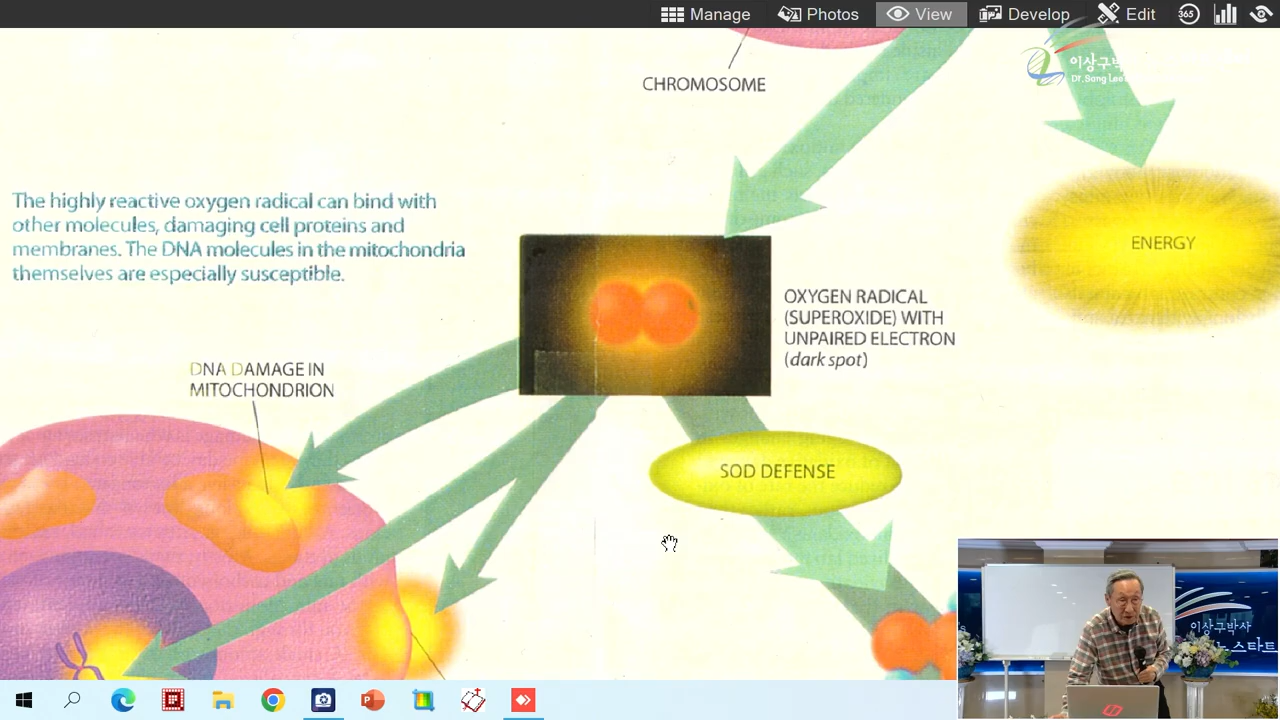 Manage
Photos
View
Develop
Edit
365
이상구박
Dr.Sang Lee
CHROMOSOME
The highly reactive oxygen radical can bind with
other molecules, damaging cell proteins and
membranes. The DNA molecules in the mitochondria
themselves are especially susceptible.
ENERGY
OXYGEN RADICAL
(SUPEROXIDE) WITH
UNPAIRED ELECTRON
(dark spot)
DNA DAMAGE IN
MITOCHONDRION
SOD DEFENSE
이상구박사
뉴스타트